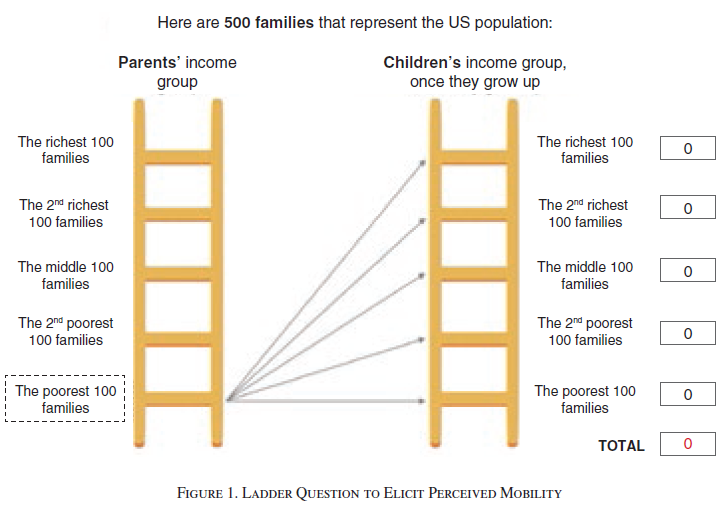 Here are 500 families that represent the US population:
Parents' income
group
Children's income group,
once they grow up
The richest 100
families
The richest 100
families
0
The 2nd richest
100 families
The 2nd richest
100 families
0
The middle 100
families
The middle 100
families
0
The 2nd poorest
100 families
The 2nd poorest
100 families
0
The poorest 100
families
The poorest 100
families
0
TOTAL
0
FIGURE 1. LADDER QUESTION TO ELICIT PERCEIVED MOBILITY